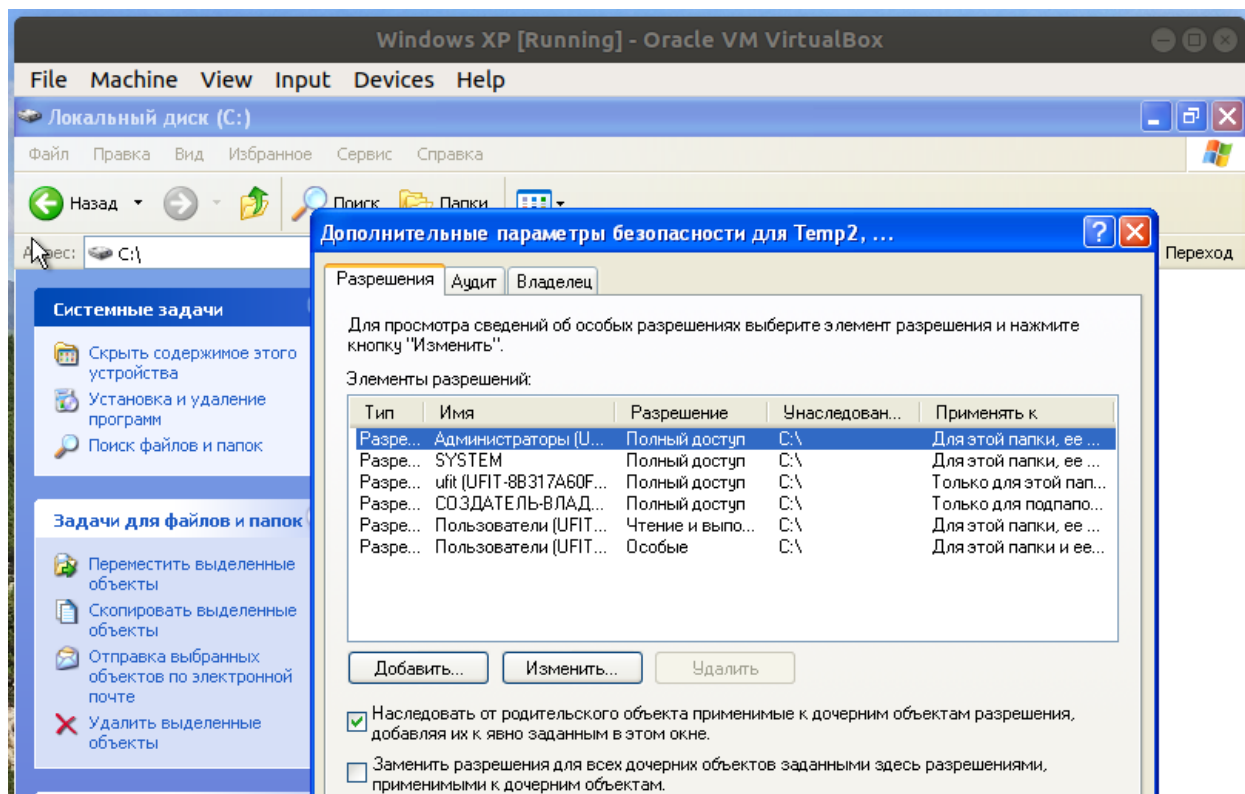 Windows XP [Running] - Oracle VM VirtualBox
File Machine View Input Devices Help
Локальный диск (C:)
Файл Правка Вид Избранное Сервис Справка
Назад Поиск Папки
Адрес: C:\ Переход
Дополнительные параметры безопасности для Temp2, ...
Разрешения Аудит Владелец
Для просмотра сведений об особых разрешениях выберите элемент разрешения и нажмите
кнопку "Изменить".
Элементы разрешений:
Тип Имя Разрешение Унаследован... Применять к
Разре... Администраторы (U... Полный доступ C:\ Для этой папки, ее ...
Разре... SYSTEM Полный доступ C:\ Для этой папки, ее ...
Разре... ufit (UFIT-8B317A60F... Полный доступ C:\ Только для этой пап...
Разре... СОЗДАТЕЛЬ-ВЛАД... Полный доступ C:\ Только для подпапо...
Разре... Пользователи (UFIT... Чтение и выпо... C:\ Для этой папки, ее ...
Разре... Пользователи (UFIT... Особые C:\ Для этой папки и ее...
Добавить... Изменить... Удалить
Наследовать от родительского объекта применимые к дочерним объектам разрешения,
добавляя их к явно заданным в этом окне.
Заменить разрешения для всех дочерних объектов заданными здесь разрешениями,
применимыми к дочерним объектам.
Системные задачи
Скрыть содержимое этого
устройства
Установка и удаление
программ
Поиск файлов и папок
Задачи для файлов и папок
Переместить выделенные
объекты
Скопировать выделенные
объекты
Отправка выбранных
объектов по электронной
почте
Удалить выделенные
объекты